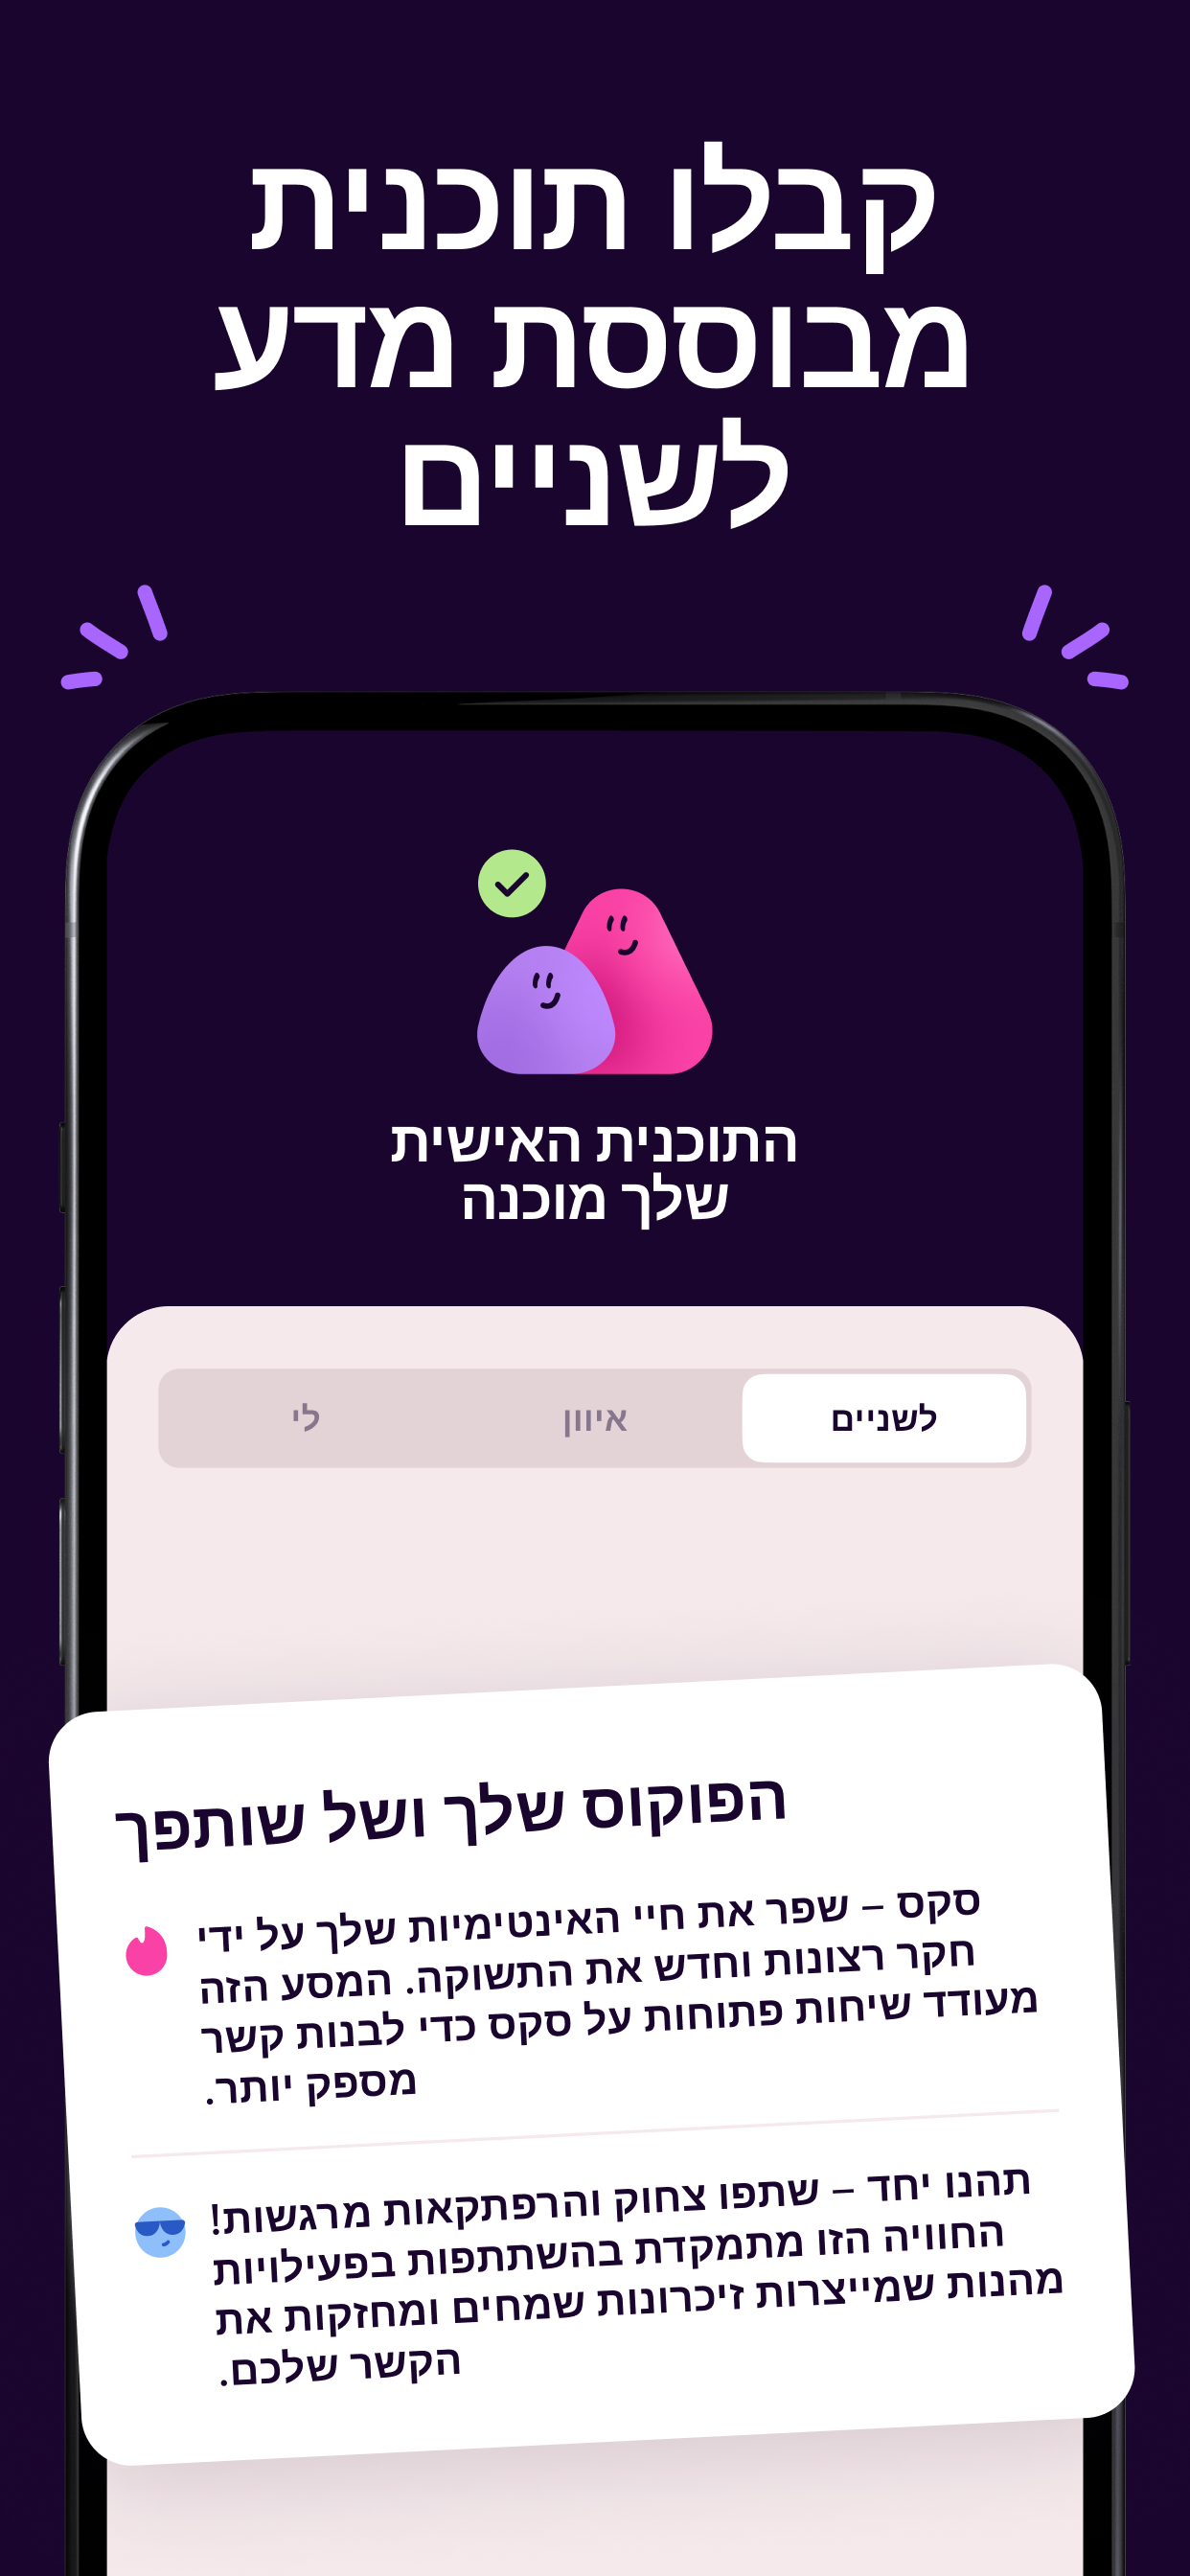 קבלו תוכנית
מבוססת מדע
לשניים
התוכנית האישית
שלך מוכנה
לשניים
איוון
לי
הפוקוס שלך ושל שותפך
סקס – שפר את חיי האינטימיות שלך על ידי
חקר רצונות וחדש את התשוקה. המסע הזה
מעודד שיחות פתוחות על סקס כדי לבנות קשר
מספק יותר.
תהנו יחד – שתפו צחוק והרפתקאות מרגשות!
החוויה הזו מתמקדת בהשתתפות בפעילויות
מהנות שמייצרות זיכרונות שמחים ומחזקות את
הקשר שלכם.